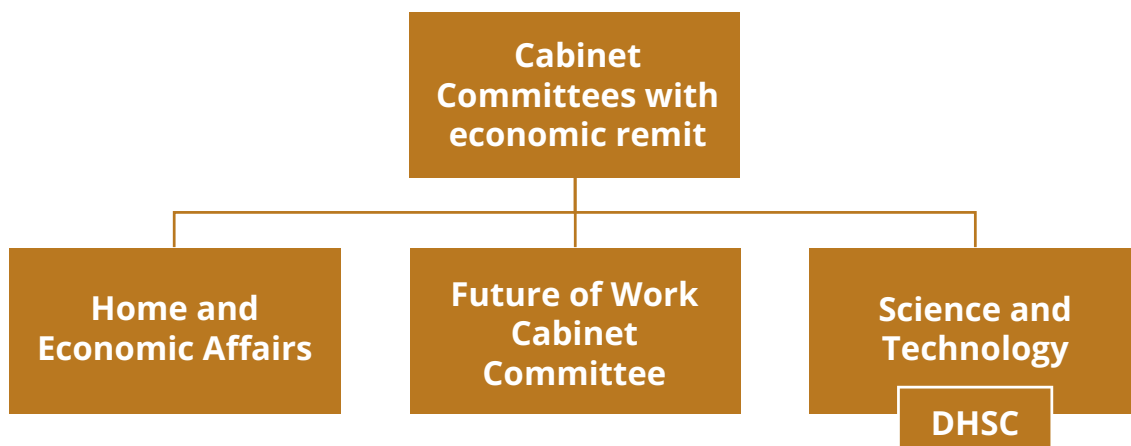 Cabinet
Committees with
economic remit
Home and
Economic Affairs
Future of Work
Cabinet
Committee
Science and
Technology
DHSC